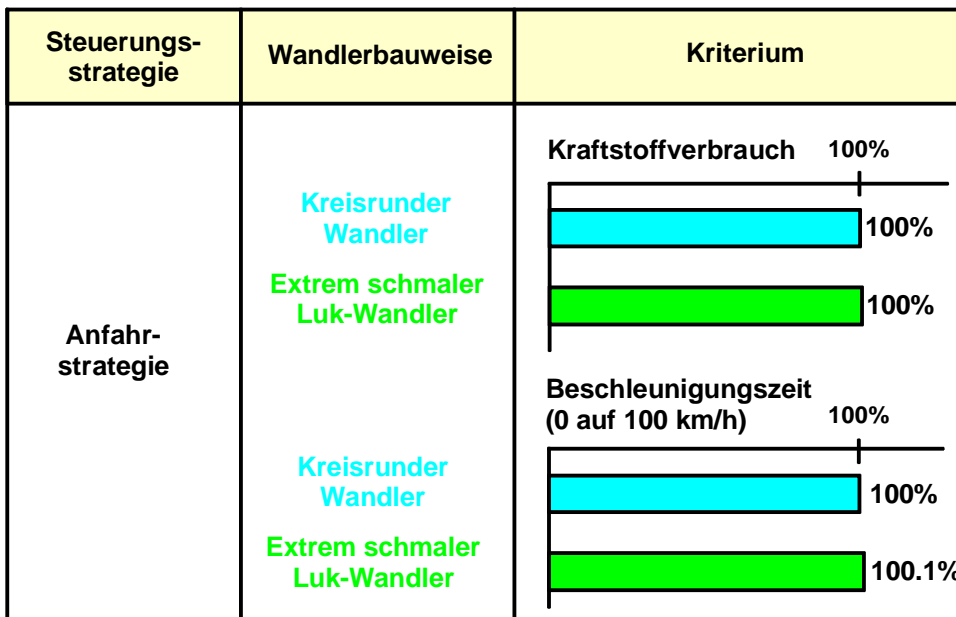 Steuerungs-
strategie
Wandlerbauweise
Kriterium
Anfahr-
strategie
Kraftstoffverbrauch 100%
Kreisrunder
Wandler
100%
Extrem schmaler
Luk-Wandler
100%
Beschleunigungszeit
(0 auf 100 km/h) 100%
Kreisrunder
Wandler
100%
Extrem schmaler
Luk-Wandler
100.1%